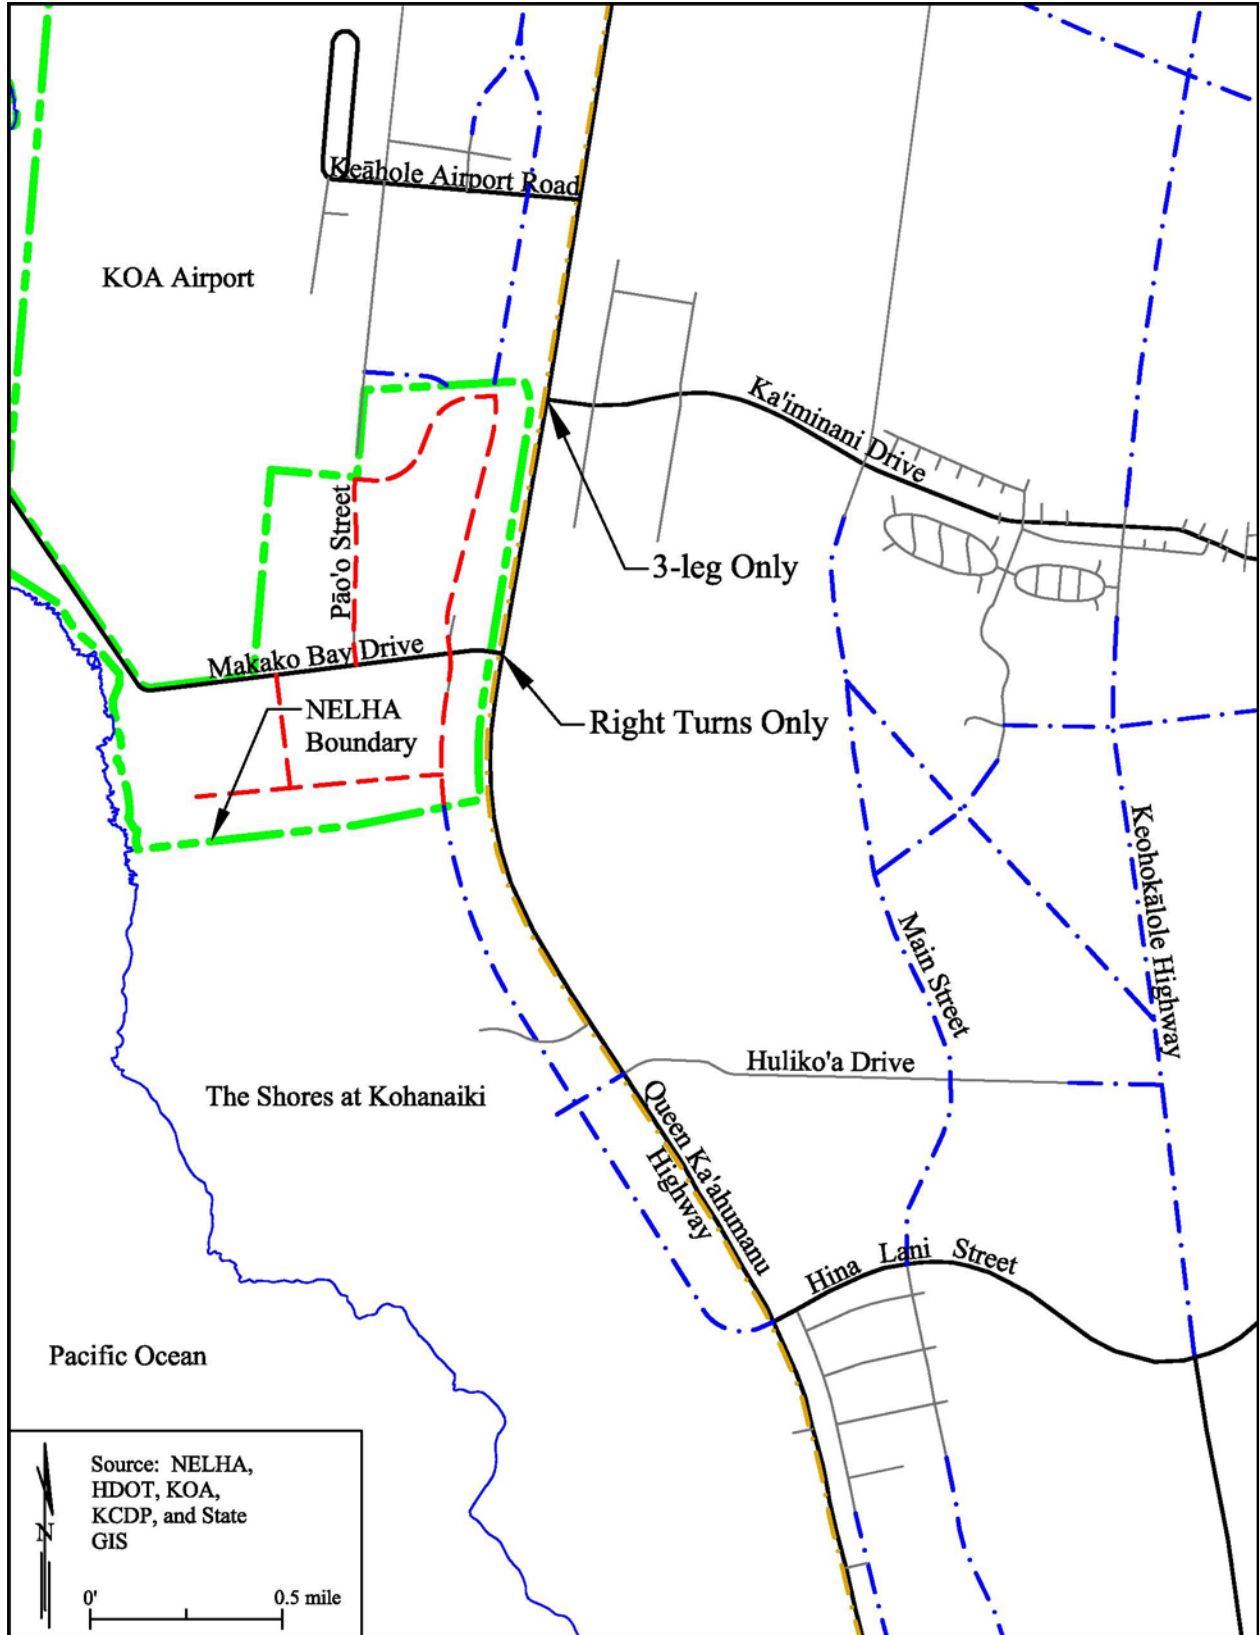 Keāhole Airport Road
KOA Airport
Ka'iminani Drive
Pāo'o Street
3-leg Only
Makako Bay Drive
NELHA
Boundary
Right Turns Only
Keohokālole Highway
Main Street
Huliko'a Drive
The Shores at Kohanaiki
Queen Ka'ahumanu
Highway
Hina Lani Street
Pacific Ocean
Source: NELHA,
HDOT, KOA,
KCDP, and State
GIS
N
0' 0.5 mile